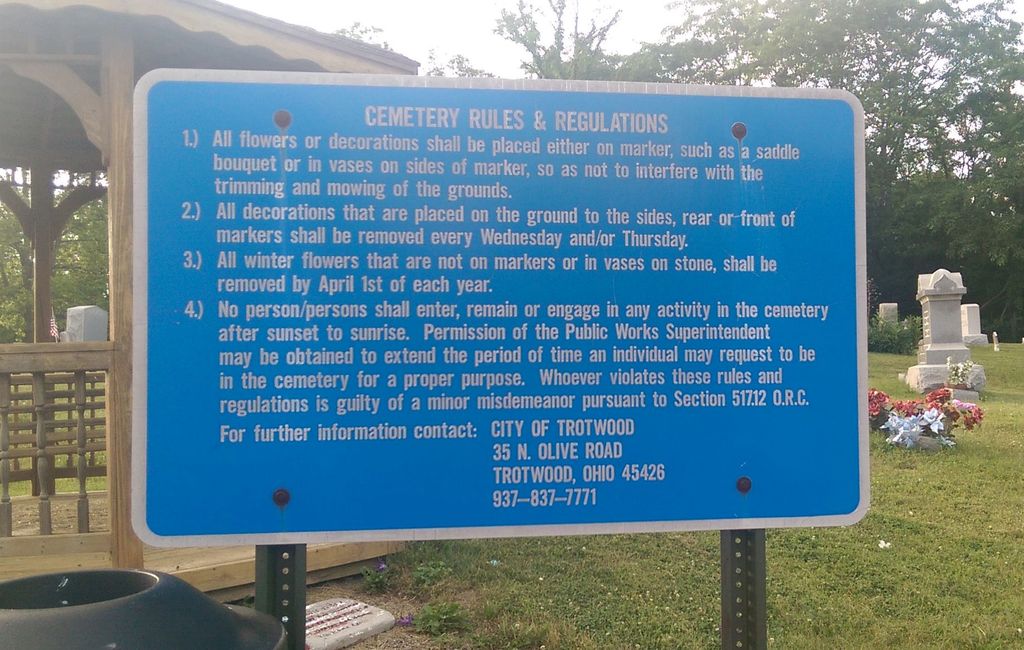 CEMETERY RULES & REGULATIONS
1.) All flowers or decorations shall be placed either on marker, such as a saddle
bouquet or in vases on sides of marker, so as not to interfere with the
trimming and mowing of the grounds.
2.) All decorations that are placed on the ground to the sides, rear or front of
markers shall be removed every Wednesday and/or Thursday.
3.) All winter flowers that are not on markers or in vases on stone, shall be
removed by April 1st of each year.
4.) No person/persons shall enter, remain or engage in any activity in the cemetery
after sunset to sunrise. Permission of the Public Works Superintendent
may be obtained to extend the period of time an individual may request to be
in the cemetery for a proper purpose. Whoever violates these rules and
regulations is guilty of a minor misdemeanor pursuant to Section 51712 O.R.C.
For further information contact: CITY OF TROTWOOD
35 N. OLIVE ROAD
TROTWOOD, OHIO 45426
937-837-7771